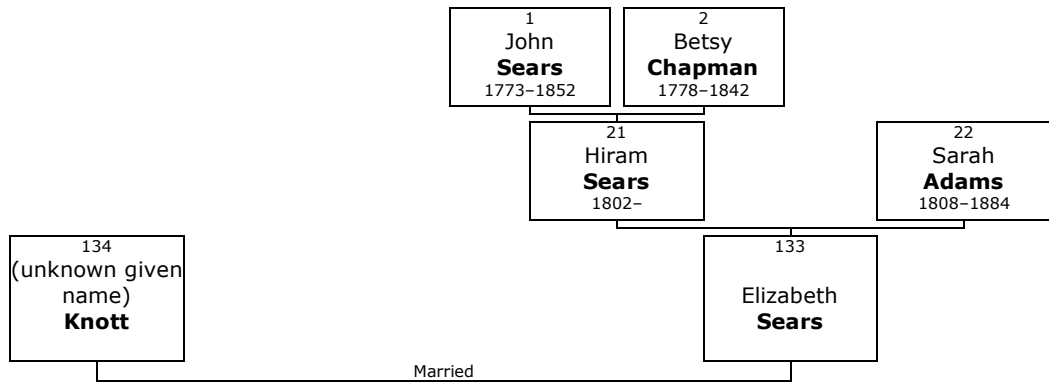 1
John
Sears
1773–1852
2
Betsy
Chapman
1778–1842
21
Hiram
Sears
1802–
22
Sarah
Adams
1808–1884
134
(unknown given
name)
Knott
133
Elizabeth
Sears
Married